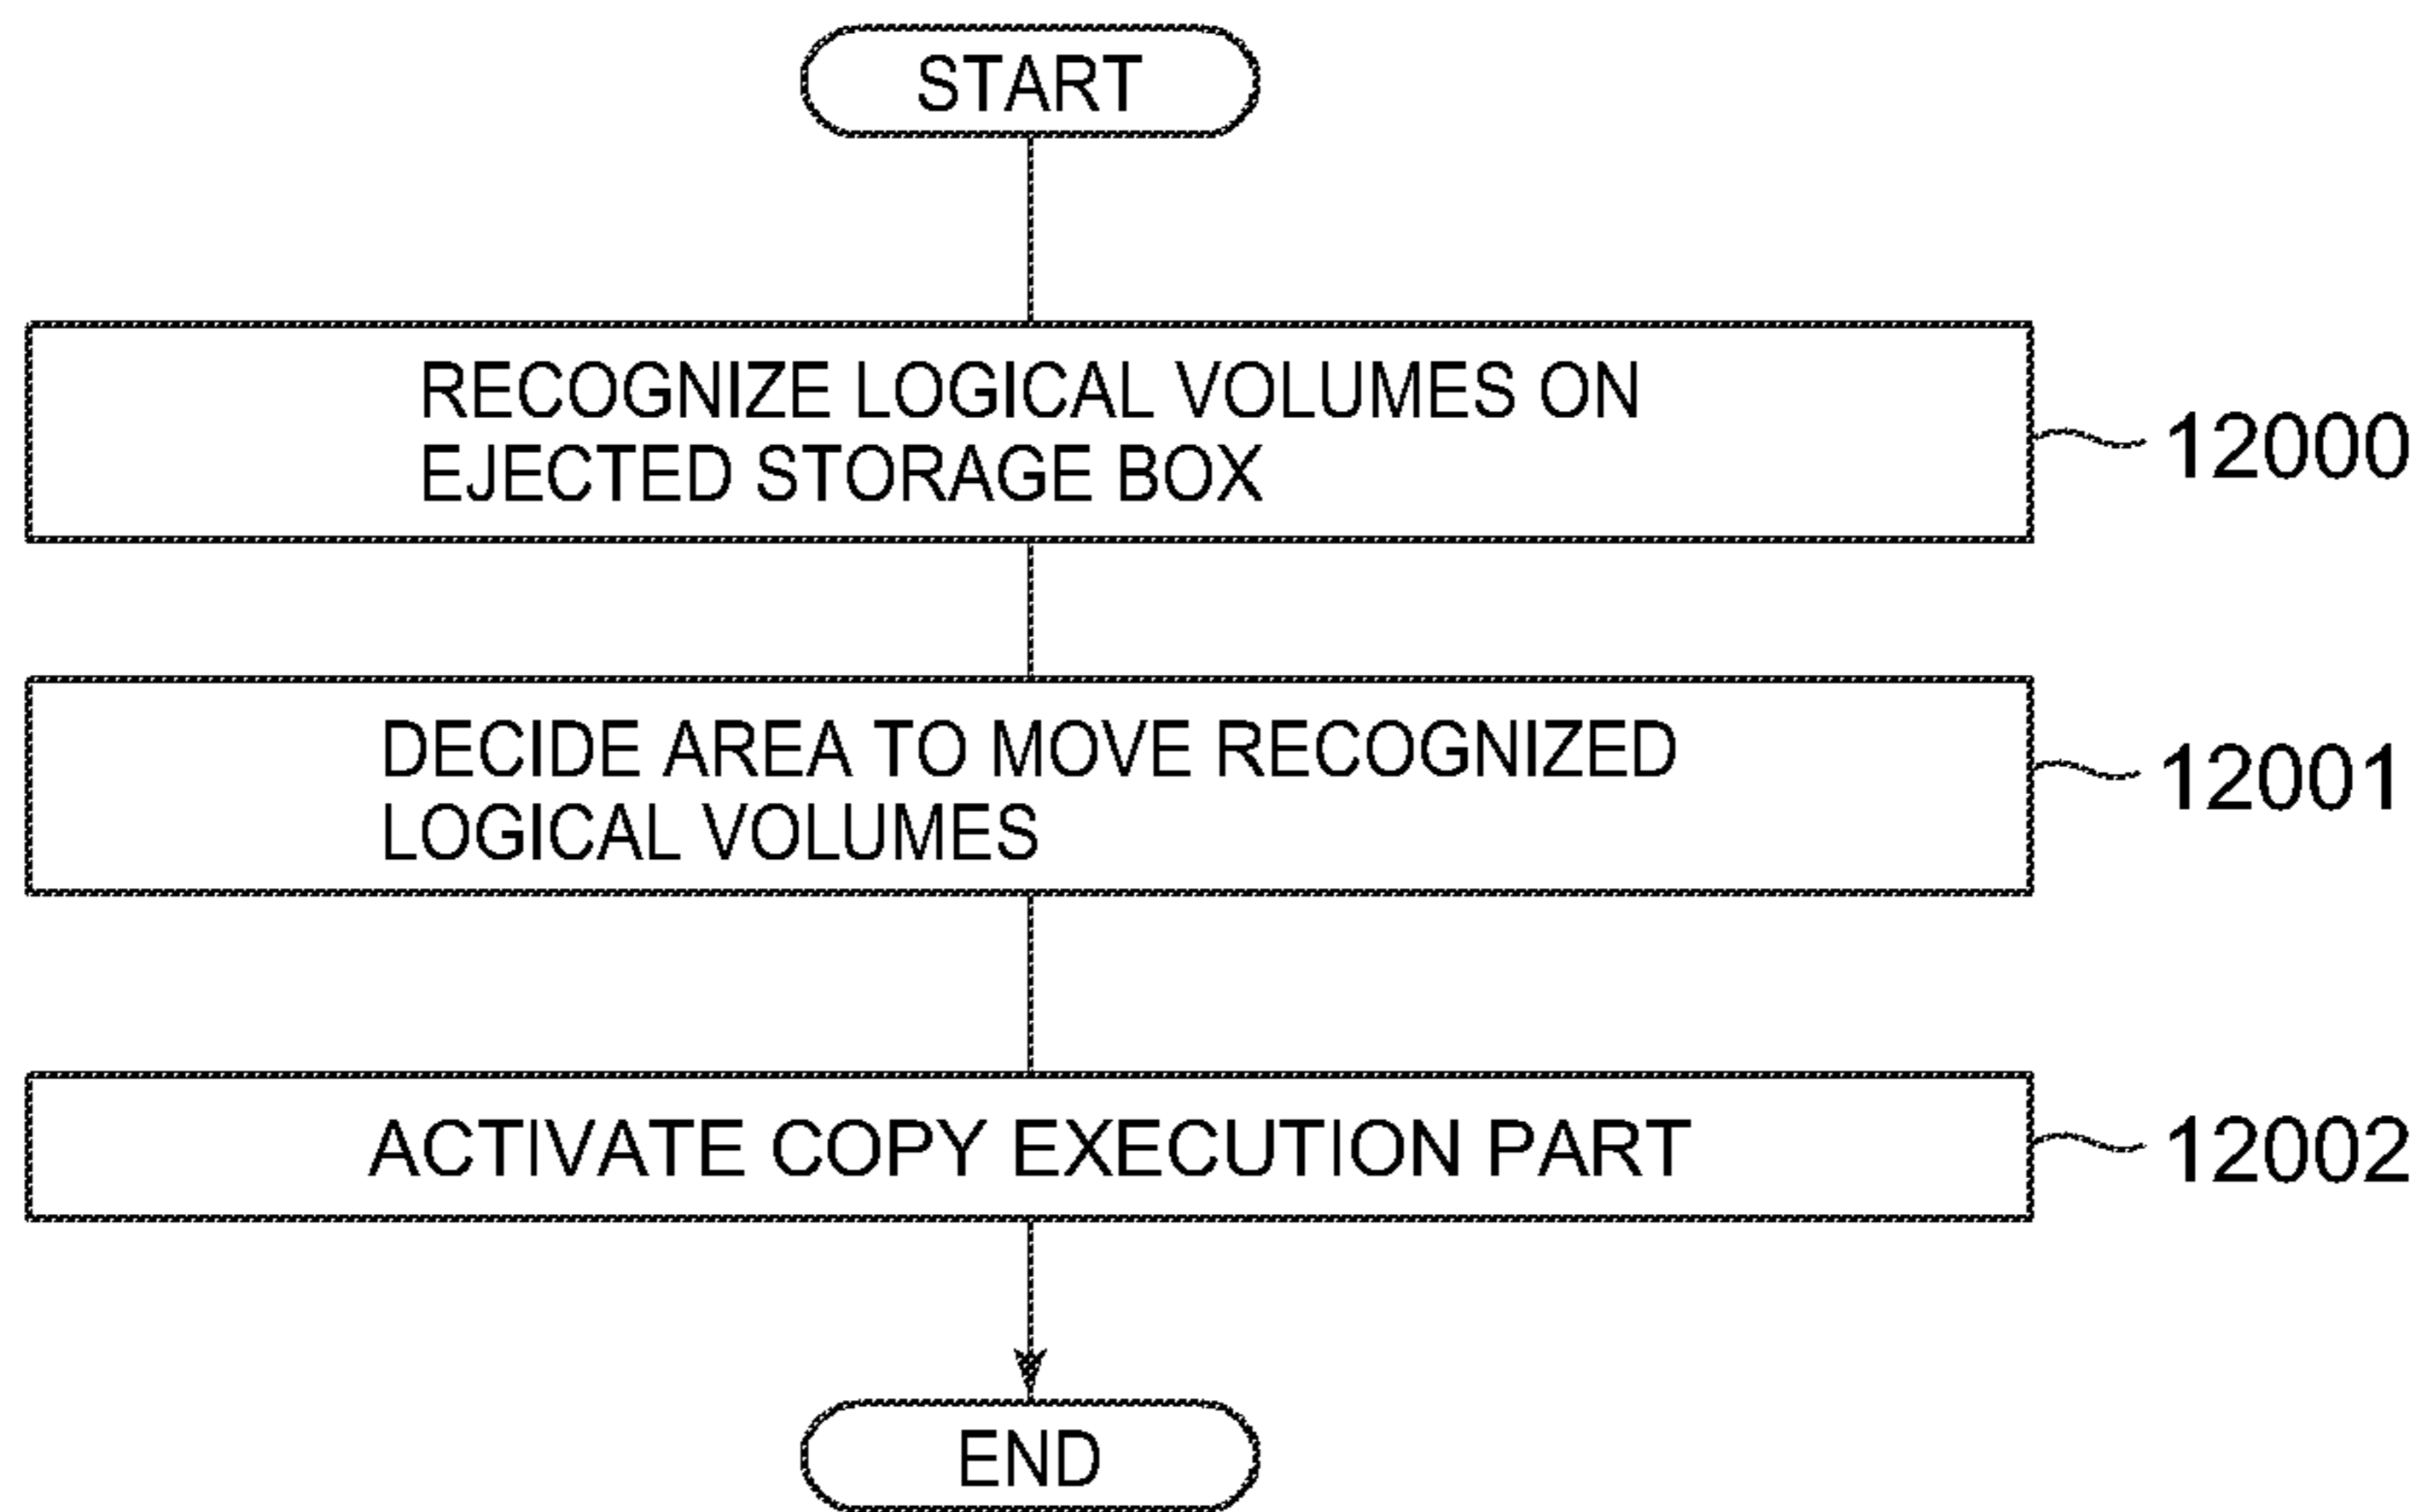 START
RECOGNIZE LOGICAL VOLUMES ON
EJECTED STORAGE BOX
12000
DECIDE AREA TO MOVE RECOGNIZED
LOGICAL VOLUMES
12001
ACTIVATE COPY EXECUTION PART
12002
END